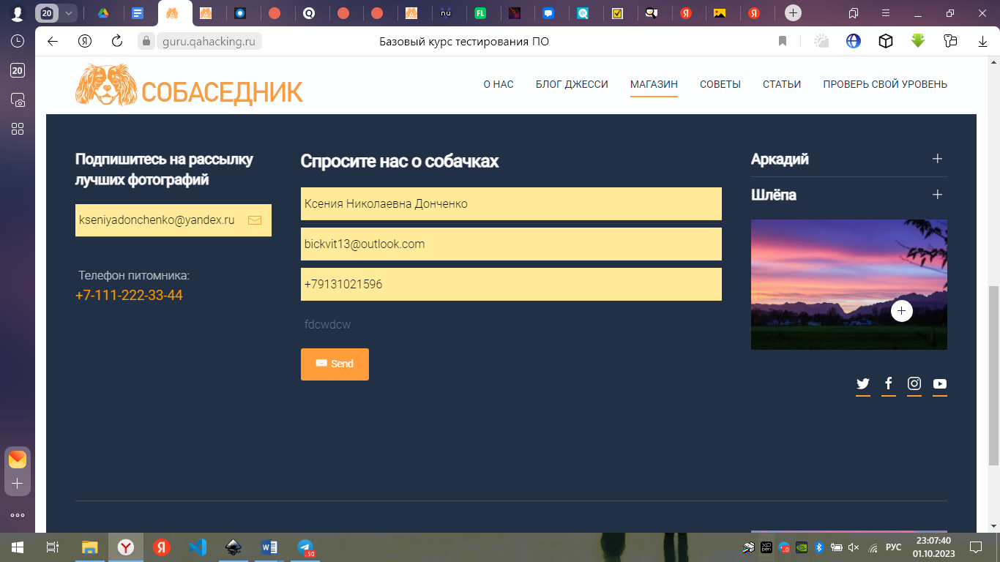 20
guru.qahacking.ru
Базовый курс тестирования ПО
20
СОБАСЕДНИК
О НАС
БЛОГ ДЖЕССИ
МАГАЗИН
СОВЕТЫ
СТАТЬИ
ПРОВЕРЬ СВОЙ УРОВЕНЬ
Подпишитесь на рассылку
лучших фотографий
kseniyadonchenko@yandex.ru
Телефон питомника:
+7-111-222-33-44
Спросите нас о собачках
Ксения Николаевна Донченко
bickvit13@outlook.com
+79131021596
fdcwdcw
Send
Аркадий
Шлёпа
РУС
23:07:40
01.10.2023